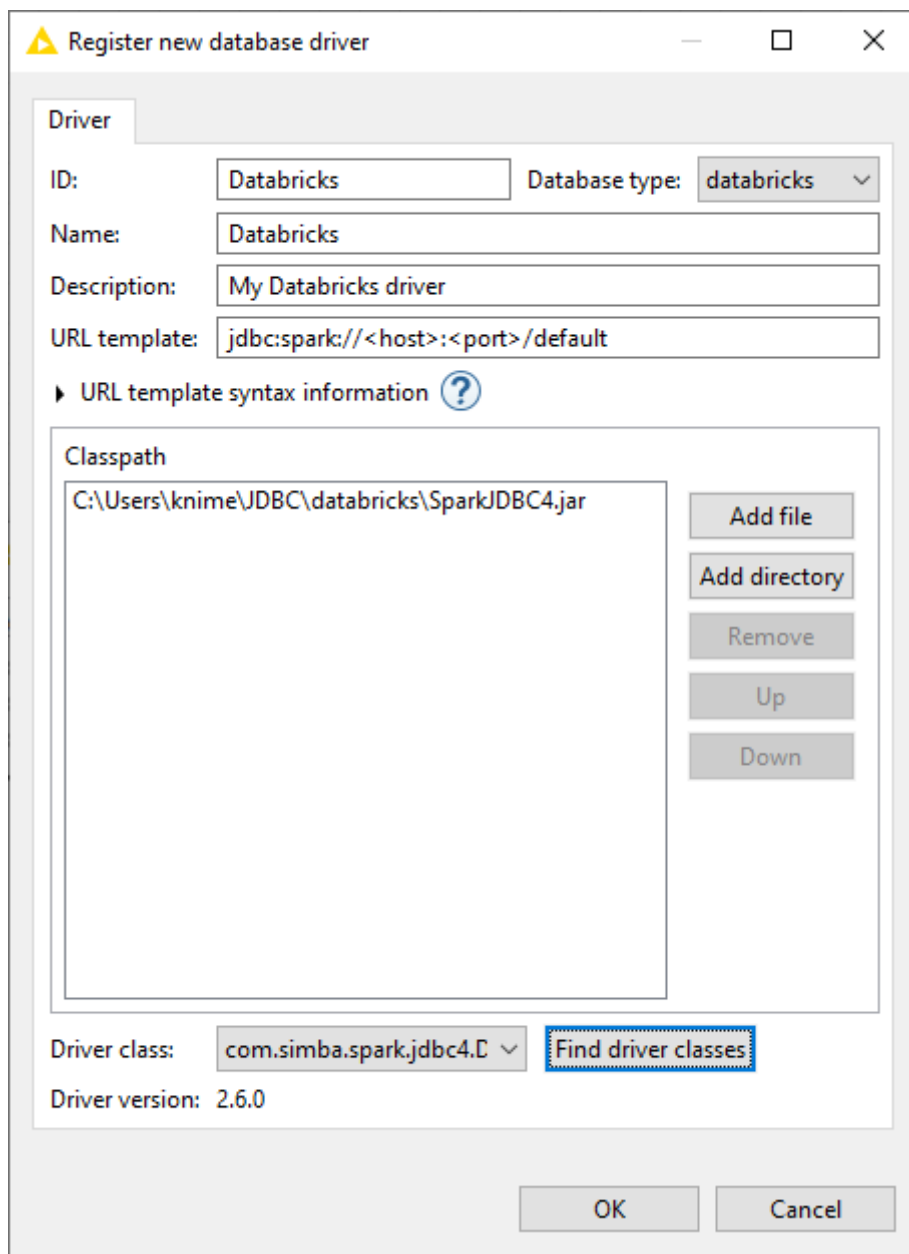 Register new database driver
Driver
ID: Databricks Database type: databricks
Name: Databricks
Description: My Databricks driver
URL template: jdbc:spark://<host>:<port>/default
URL template syntax information ?
Classpath
C:\Users\knime\JDBC\databricks\SparkJDBC4.jar
Add file
Add directory
Remove
Up
Down
Driver class: com.simba.spark.jdbc4.D Find driver classes
Driver version: 2.6.0
OK Cancel